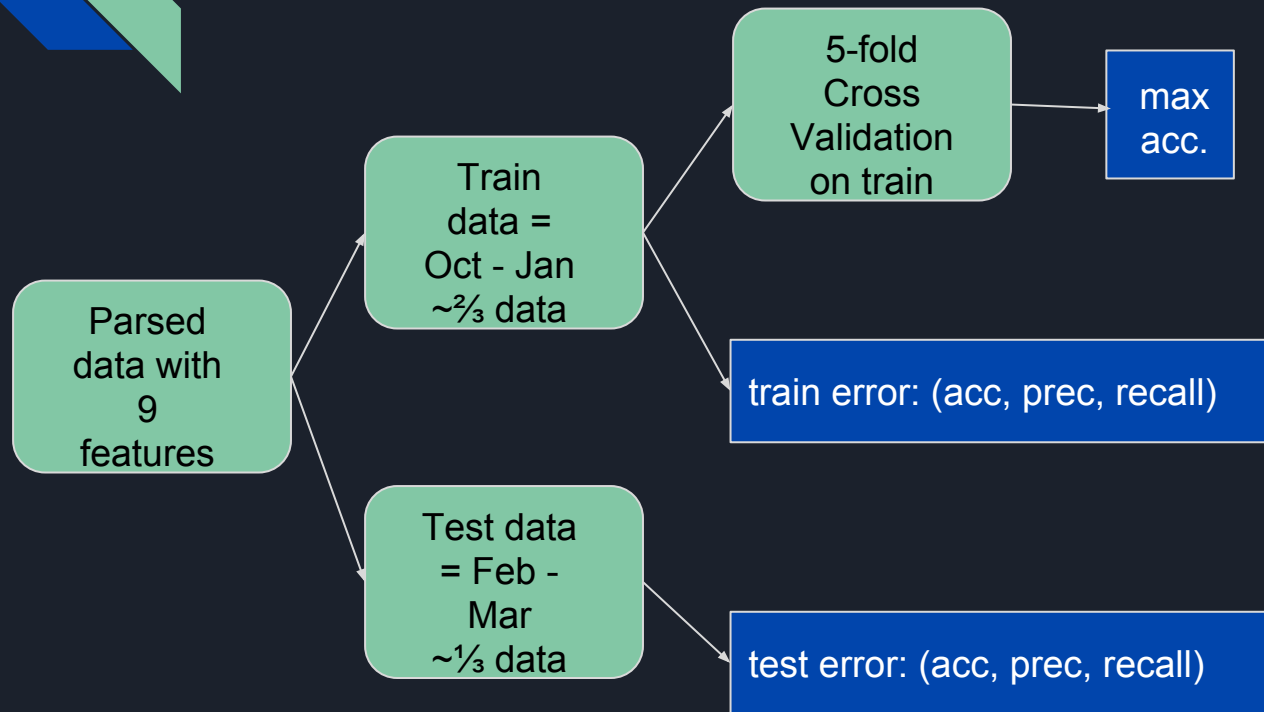 Parsed
data with
9
features
Train
data =
Oct - Jan
~⅔ data
5-fold
Cross
Validation
on train
max
acc.
train error: (acc, prec, recall)
Test data
= Feb -
Mar
~⅓ data
test error: (acc, prec, recall)